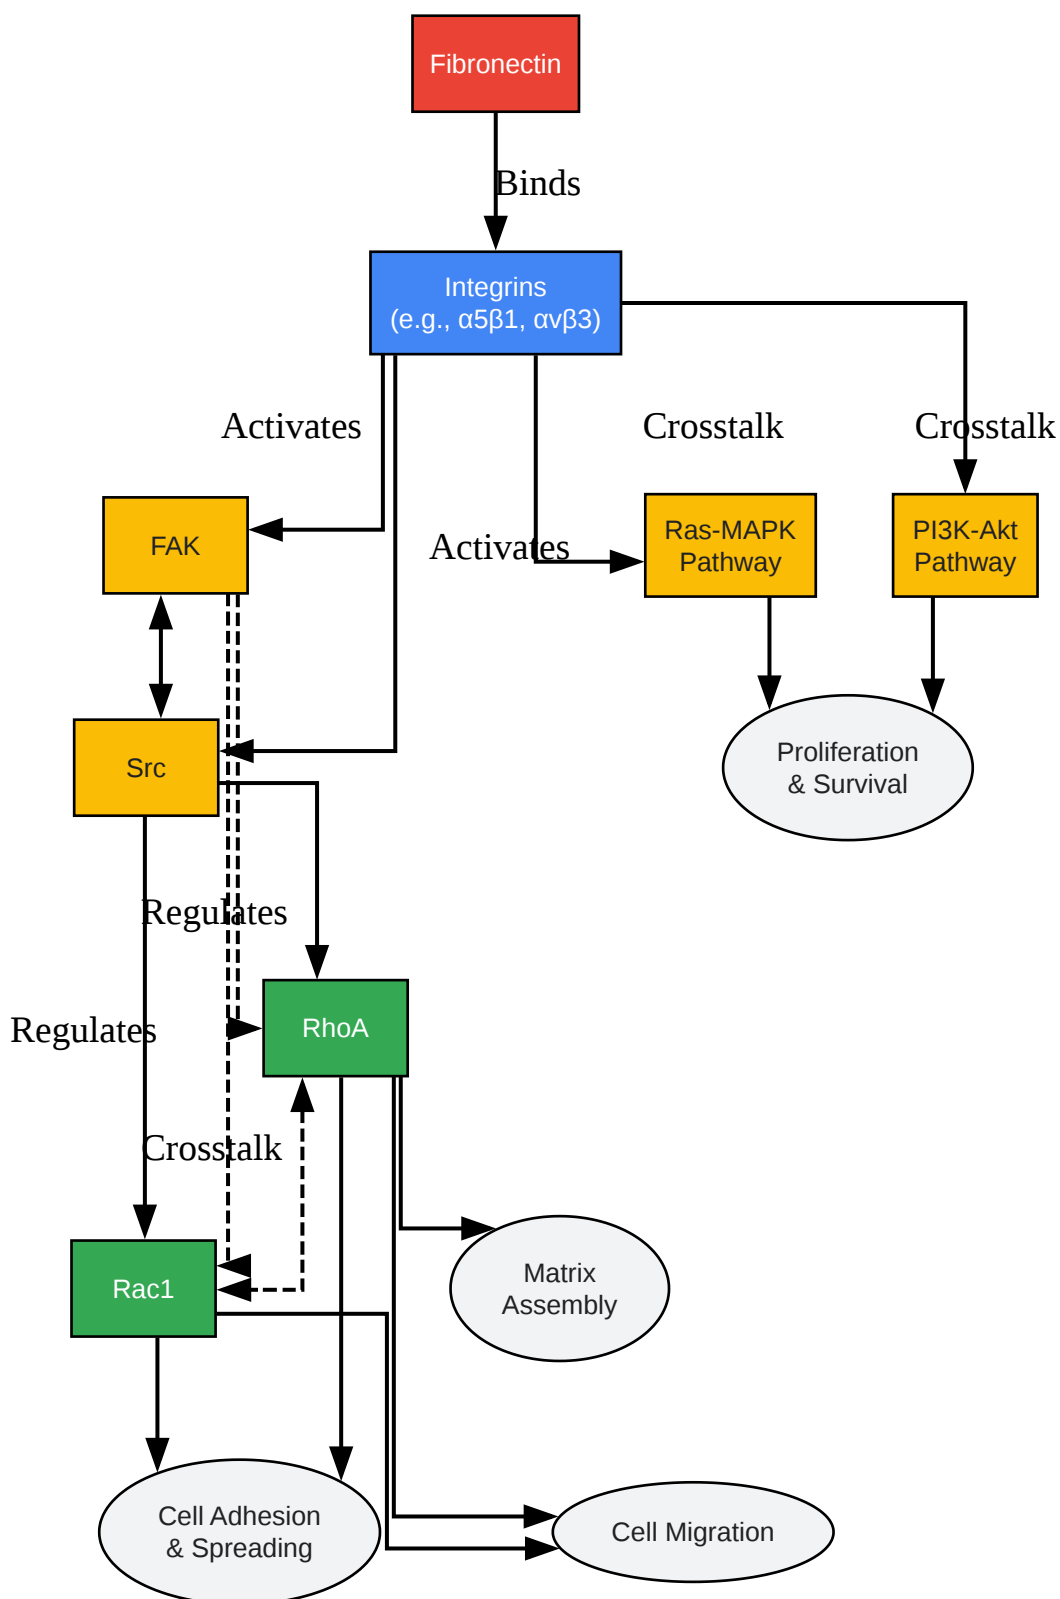 Fibronectin
Binds
Integrins
(e.g., α5β1, αvβ3)
Activates
Crosstalk
Crosstalk
FAK
Activates
Ras-MAPK
Pathway
PI3K-Akt
Pathway
Src
Proliferation
& Survival
Regulates
RhoA
Regulates
Crosstalk
Rac1
Matrix
Assembly
Cell Adhesion
& Spreading
Cell Migration